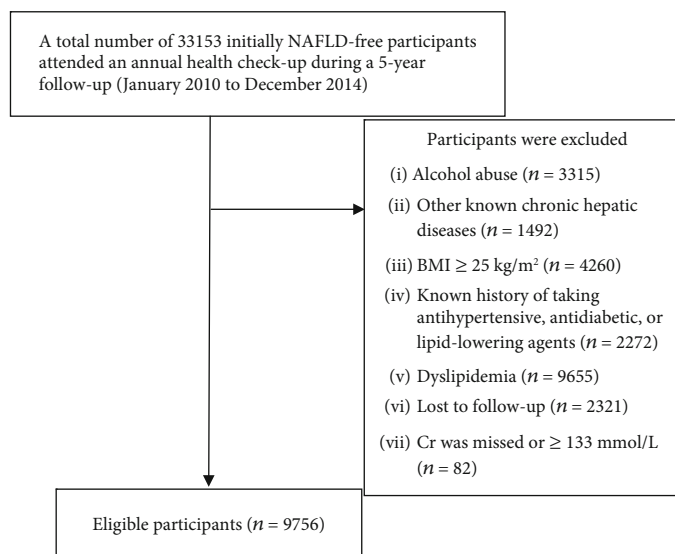 A total number of 33153 initially NAFLD-free participants
attended an annual health check-up during a 5-year
follow-up (January 2010 to December 2014)
Participants were excluded
(i) Alcohol abuse (n = 3315)
(ii) Other known chronic hepatic
diseases (n = 1492)
(iii) BMI ≥ 25 kg/m² (n = 4260)
(iv) Known history of taking
antihypertensive, antidiabetic, or
lipid-lowering agents (n = 2272)
(v) Dyslipidemia (n = 9655)
(vi) Lost to follow-up (n = 2321)
(vii) Cr was missed or ≥ 133 mmol/L
(n = 82)
Eligible participants (n = 9756)